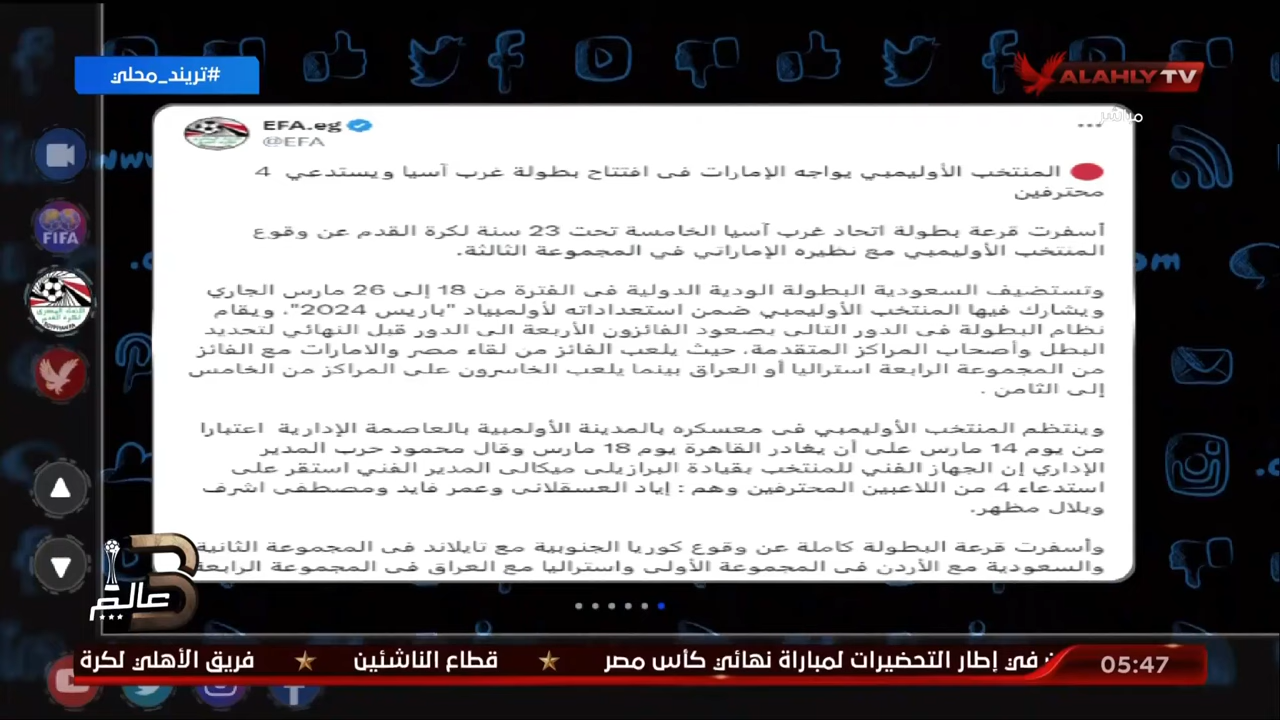 #تريند_محلي
ALAHLY TV
مباشر
EFA.eg
@EFA
المنتخب الأوليمبي يواجه الإمارات فى افتتاح بطولة غرب آسيا ويستدعي 4
محترفين
أسفرت قرعة بطولة اتحاد غرب آسيا الخامسة تحت 23 سنة لكرة القدم عن وقوع
المنتخب الأوليمبي مع نظيره الإماراتي في المجموعة الثالثة.
وتستضيف السعودية البطولة الودية الدولية فى الفترة من 18 إلى 26 مارس الجاري
ويشارك فيها المنتخب الأوليمبي ضمن استعداداته لأولمبياد "باريس 2024". ويقام
نظام البطولة فى الدور التالى بصعود الفائزون الأربعة الى الدور قبل النهائي لتحديد
البطل وأصحاب المراكز المتقدمة، حيث يلعب الفائز من لقاء مصر والامارات مع الفائز
من المجموعة الرابعة استراليا أو العراق بينما يلعب الخاسرون على المراكز من الخامس
إلى الثامن .
وينتظم المنتخب الأوليمبي فى معسكره بالمدينة الأولمبية بالعاصمة الإدارية اعتبارا
من يوم 14 مارس على أن يغادر القاهرة يوم 18 مارس وقال محمود حرب المدير
الإداري إن الجهاز الفني للمنتخب بقيادة البرازيلى ميكالى المدير الفني استقر على
استدعاء 4 من اللاعبين المحترفين وهم : إياد العسقلانى وعمر فايد ومصطفى اشرف
وبلال مظهر.
وأسفرت قرعة البطولة كاملة عن وقوع كوريا الجنوبية مع تايلاند فى المجموعة الثانية
والسعودية مع الأردن فى المجموعة الأولى واستراليا مع العراق فى المجموعة الرابعة
FIFA
عالم
في إطار التحضيرات لمباراة نهائي كأس مصر ★ قطاع الناشئين ★ فريق الأهلي لكرة
05:47